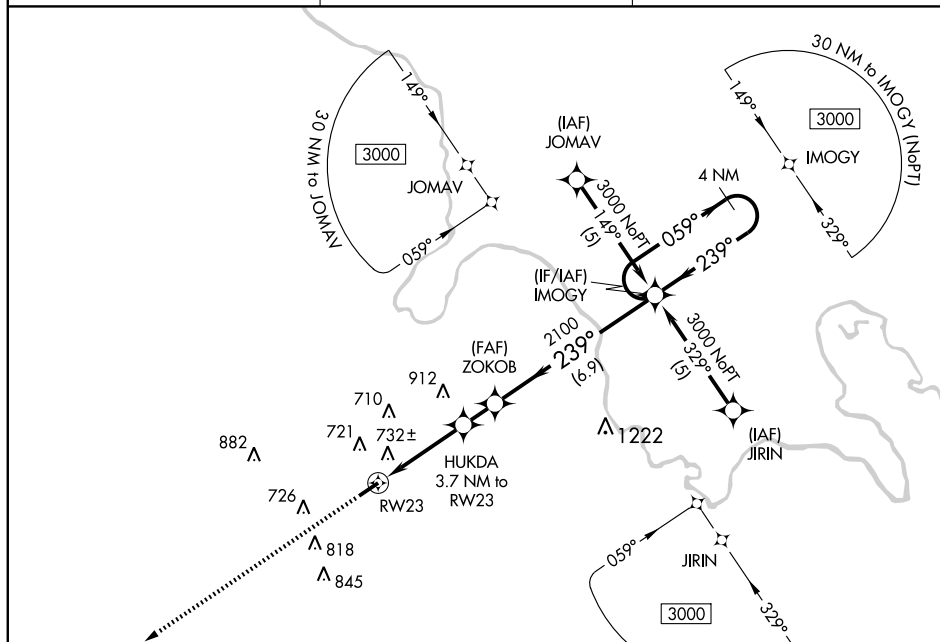 149°
30 NM to JOMAV
3000
JOMAV
059°
(IAF)
JOMAV
3000 NoPT
149°
(5)
4 NM
059°
239°
30 NM to IMOGY (NoPT)
149°
3000
IMOGY
329°
(IF/IAF)
IMOGY
2100
239°
(6.9)
3000 NoPT
329°
(5)
(IAF)
JIRIN
(FAF)
ZOKOB
912
710
721
732±
882
HUKDA
3.7 NM to
RW23
1222
726
RW23
818
845
059°
JIRIN
3000
329°